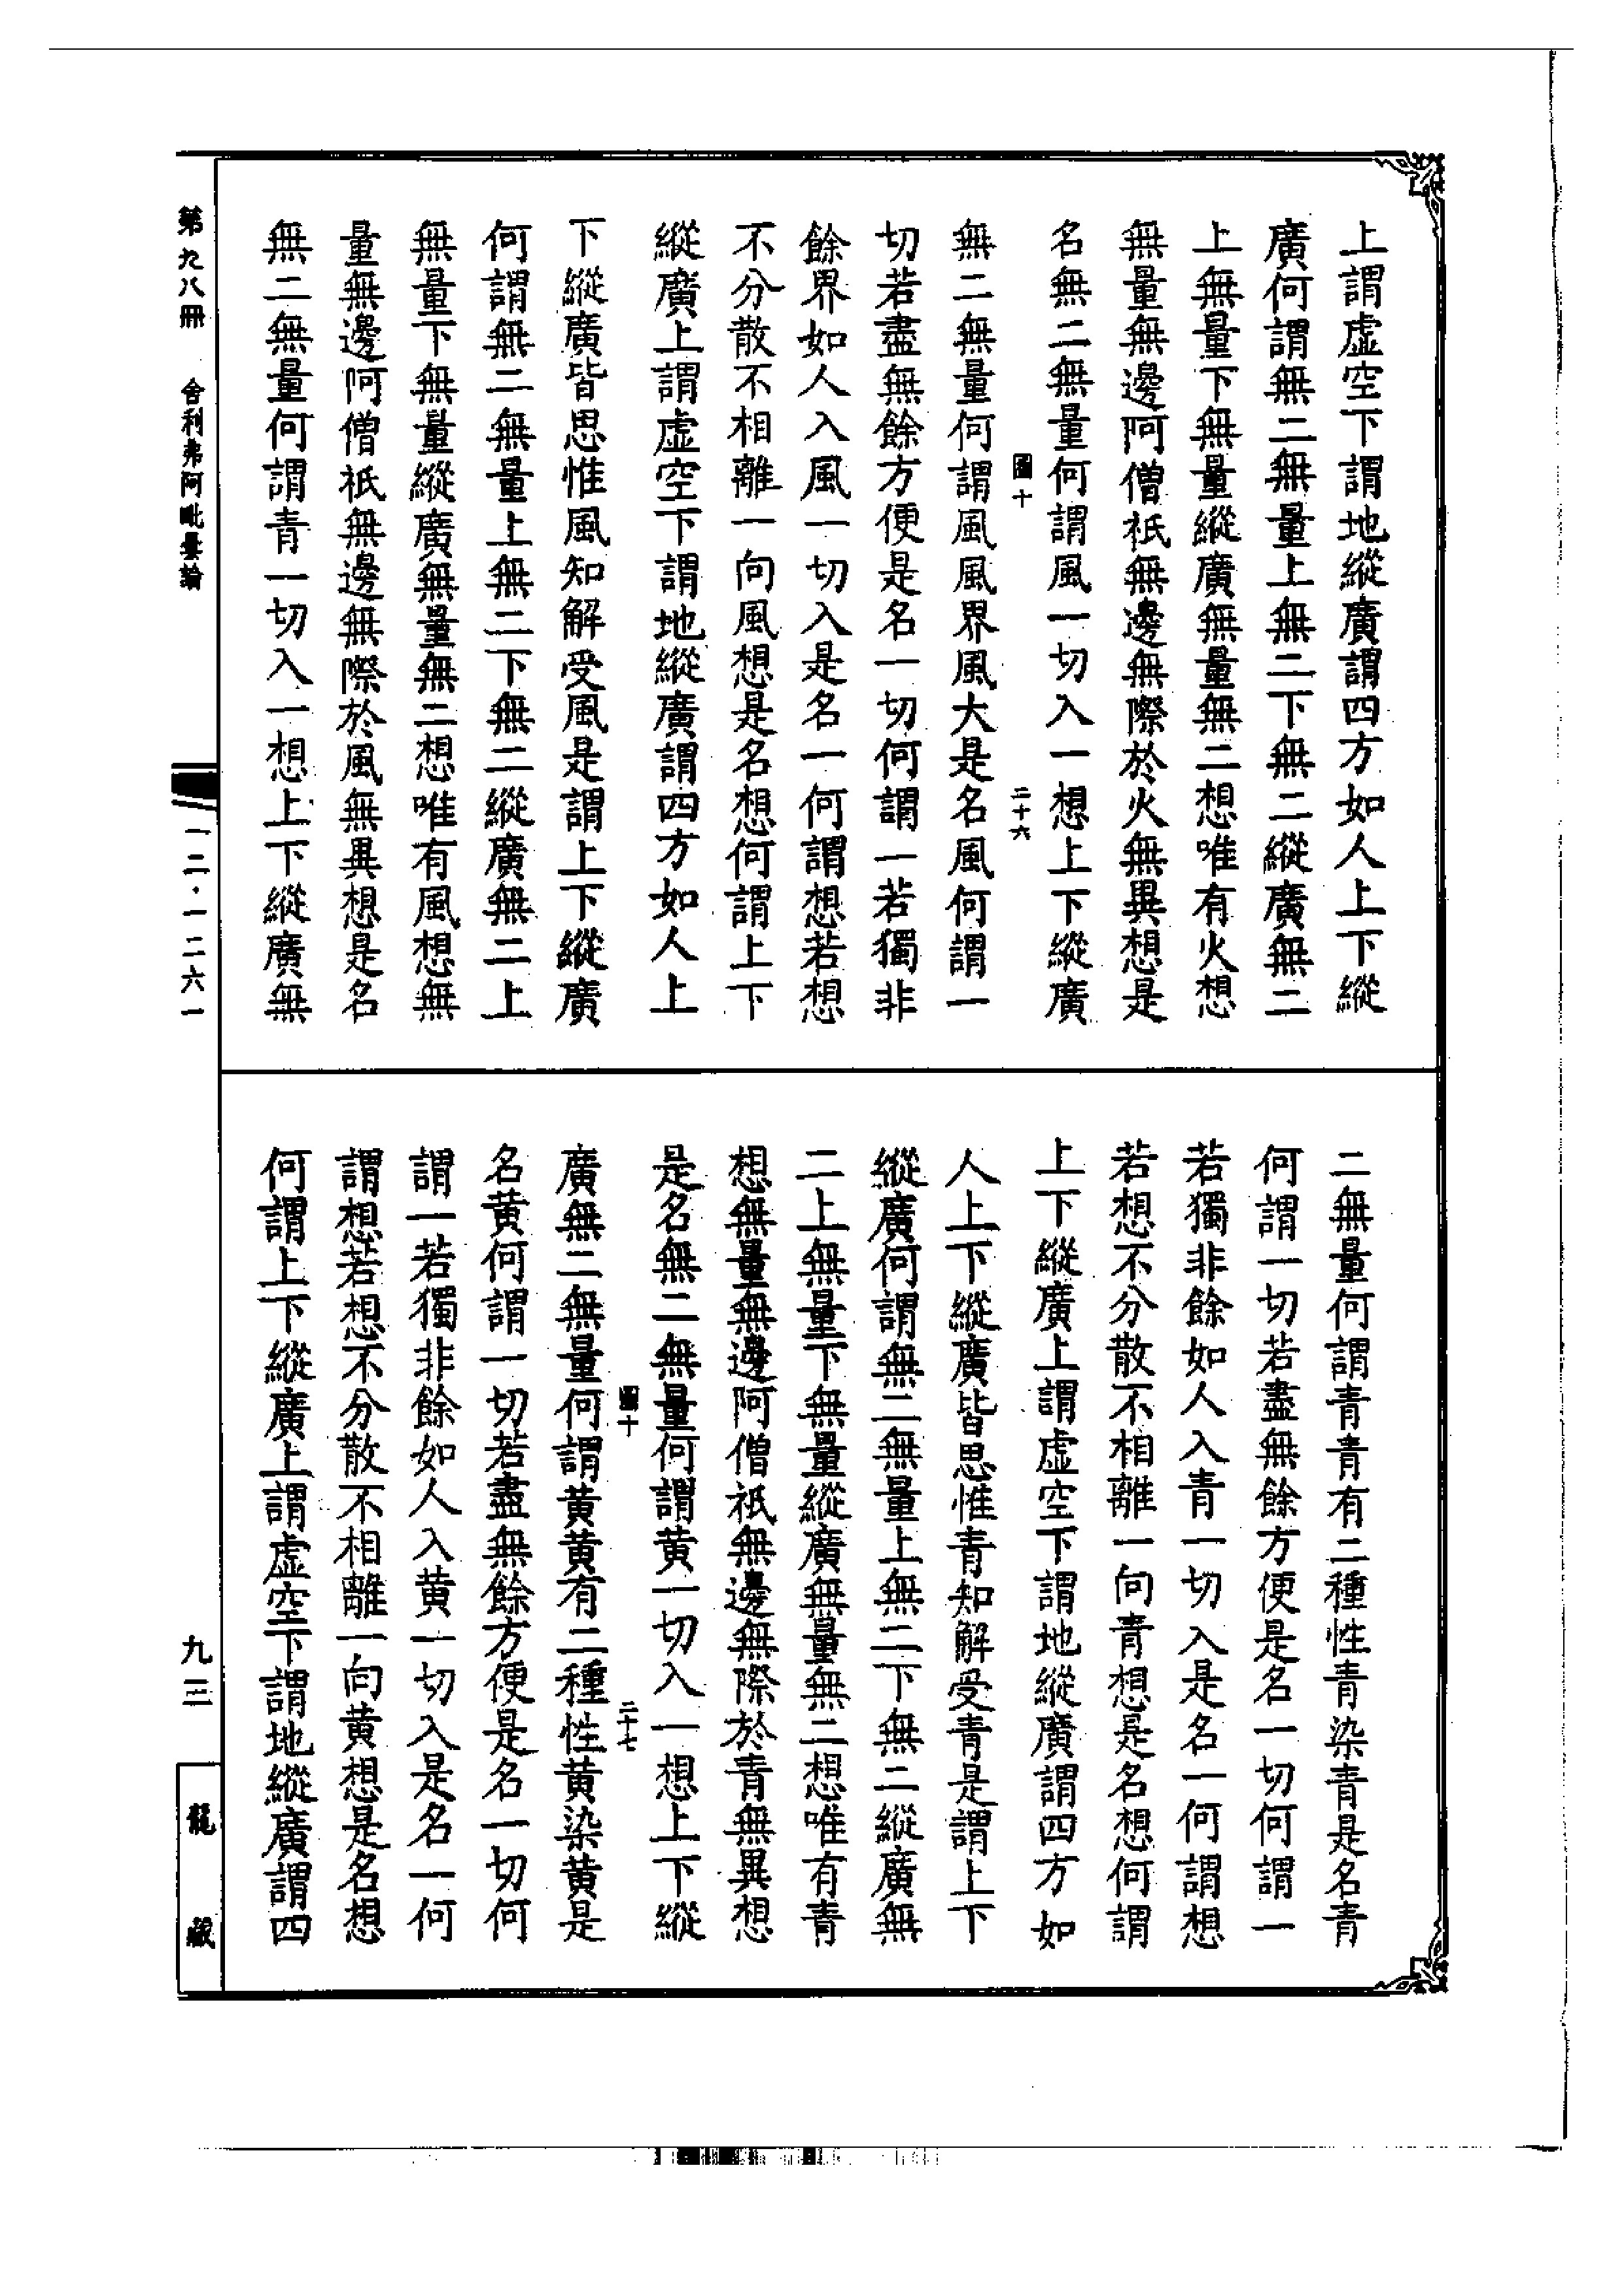 上謂虛空下謂地縱廣謂四方如人上下縱
廣何謂無二無量上無二下無二縱廣無二
上無量下無量縱廣無量無二想唯有火想
無量無邊阿僧祇無邊無際於火無異想是
名無二無量何謂風一切入一想上下縱廣
圖十 二十六
無二無量何謂風風界風大是名風何謂一
切若盡無餘方便是名一切何謂一若獨非
餘界如人入風一切入是名一何謂想若想
不分散不相離一向風想是名想何謂上下
縱廣上謂虛空下謂地縱廣謂四方如人上
下縱廣皆思惟風知解受風是謂上下縱廣
何謂無二無量上無二下無二縱廣無二上
無量下無量縱廣無量無二想唯有風想無
量無邊阿僧祇無邊無際於風無異想是名
無二無量何謂青一切入一想上下縱廣無
二無量何謂青青有二種性青染青是名青
何謂一切若盡無餘方便是名一切何謂一
若獨非餘如人入青一切入是名一何謂想
若想不分散不相離一向青想是名想何謂
上下縱廣上謂虛空下謂地縱廣謂四方如
人上下縱廣皆思惟青知解受青是謂上下
縱廣何謂無二無量上無二下無二縱廣無
二上無量下無量縱廣無量無二想唯有青
想無量無邊阿僧祇無邊無際於青無異想
是名無二無量何謂黄一切入一想上下縱
圖十 二十七
廣無二無量何謂黄黄有二種性黄染黄是
名黄何謂一切若盡無餘方便是名一切何
謂一若獨非餘如人入黄一切入是名一何
謂想若想不分散不相離一向黄想是名想
何謂上下縱廣上謂虛空下謂地縱廣謂四
第九八冊 舍利弗阿毗曇論
一二·一二六一
九三
龍藏